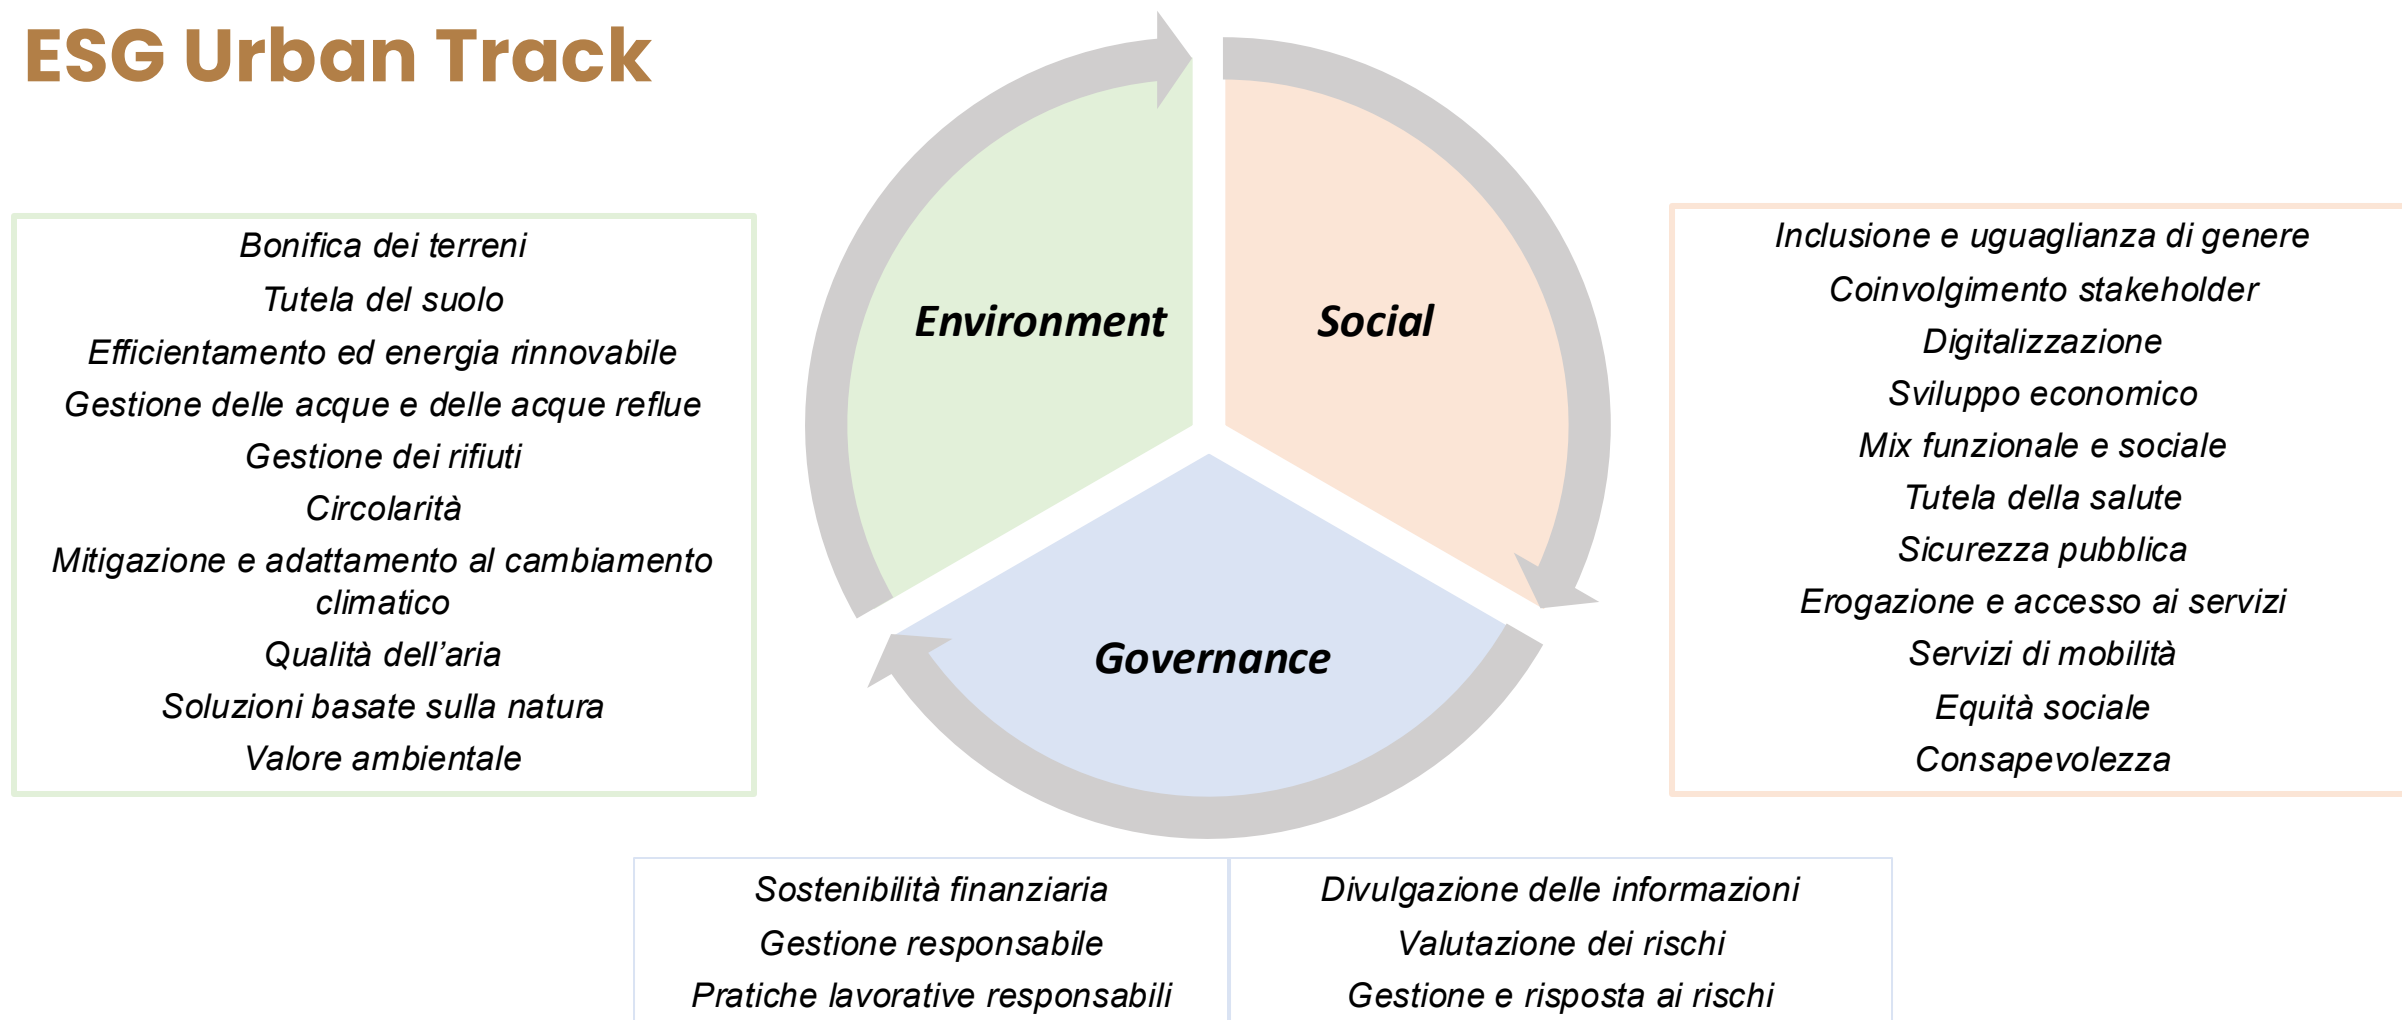 ESG Urban Track
Environment
Social
Governance
Bonifica dei terreni
Tutela del suolo
Efficientamento ed energia rinnovabile
Gestione delle acque e delle acque reflue
Gestione dei rifiuti
Circolarità
Mitigazione e adattamento al cambiamento
climatico
Qualità dell’aria
Soluzioni basate sulla natura
Valore ambientale
Inclusione e uguaglianza di genere
Coinvolgimento stakeholder
Digitalizzazione
Sviluppo economico
Mix funzionale e sociale
Tutela della salute
Sicurezza pubblica
Erogazione e accesso ai servizi
Servizi di mobilità
Equità sociale
Consapevolezza
Sostenibilità finanziaria
Gestione responsabile
Pratiche lavorative responsabili
Divulgazione delle informazioni
Valutazione dei rischi
Gestione e risposta ai rischi